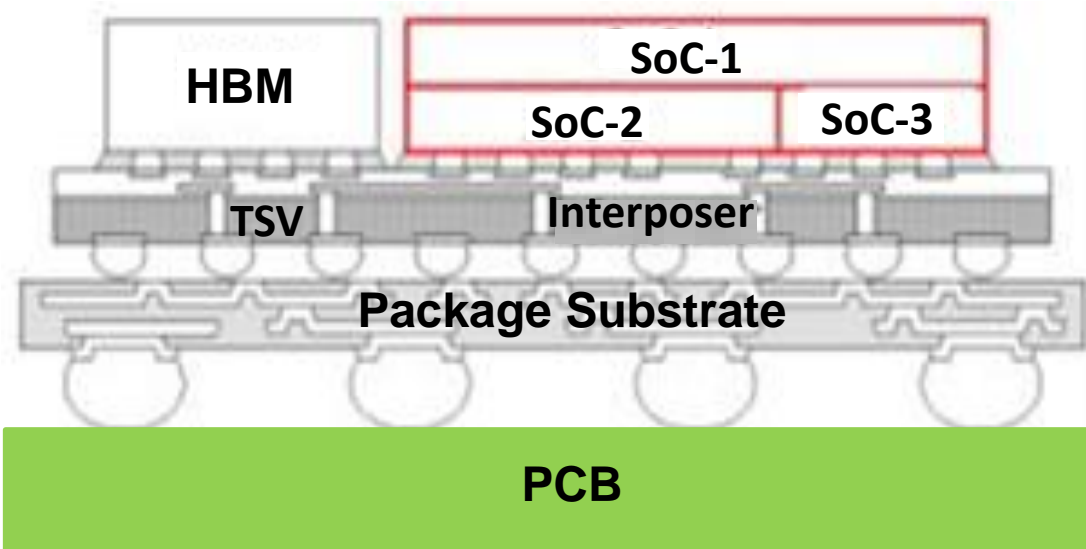 HBM
SoC-1
SoC-2
SoC-3
TSV
Interposer
Package Substrate
PCB